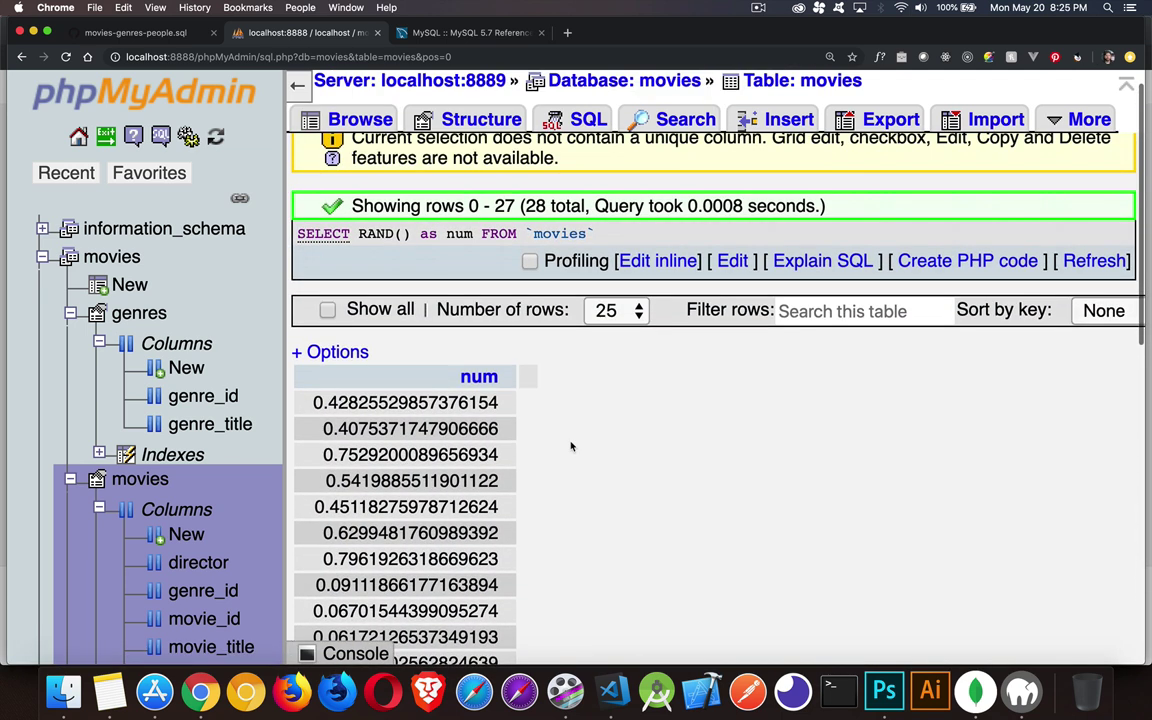 Chrome File Edit View History Bookmarks People Window Help 100% Mon May 20 8:25 PM
movies-genres-people.sql × localhost:8888 / localhost / mo × MySQL :: MySQL 5.7 Referenc × +
localhost:8888/phpMyAdmin/sql.php?db=movies&table=movies&pos=0
phpMyAdmin
Recent Favorites
information_schema
movies
New
genres
Columns
New
genre_id
genre_title
Indexes
movies
Columns
New
director
genre_id
movie_id
movie_title
Server: localhost:8889 » Database: movies » Table: movies
Browse Structure SQL Search Insert Export Import More
Current selection does not contain a unique column. Grid edit, checkbox, Edit, Copy and Delete
features are not available.
Showing rows 0 - 27 (28 total, Query took 0.0008 seconds.)
SELECT RAND() as num FROM `movies`
Profiling [Edit inline] [ Edit ] [ Explain SQL ] [ Create PHP code ] [ Refresh]
Show all | Number of rows: 25 Filter rows: Search this table Sort by key: None
+ Options
num
0.42825529857376154
0.4075371747906666
0.7529200089656934
0.5419885511901122
0.45118275978712624
0.6299481760989392
0.7961926318669623
0.09111866177163894
0.06701544399095274
0.06172126537349193
Console